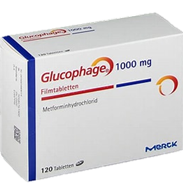 Glucophage® 1000 mg
Filmtabletten
Metforminhydrochlorid
120 Tabletten
MERCK